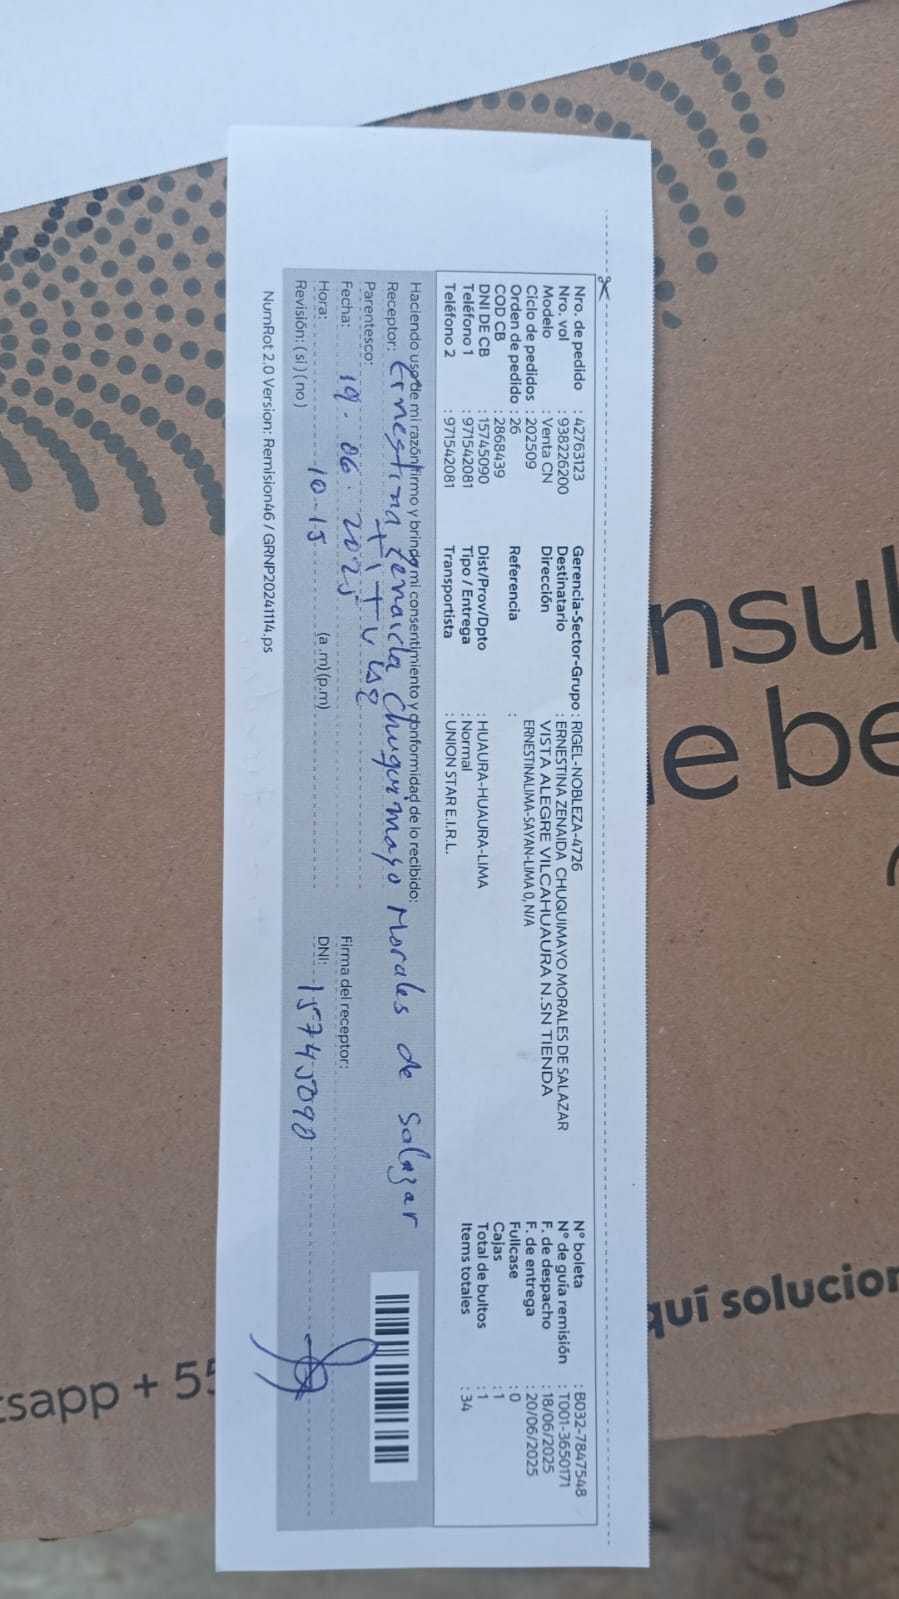 Nro. de pedido : 42763123
Nro. vol : 938226200
Modelo : Venta CN
Ciclo de pedidos : 202509
Orden de pedido : 26
COD CB : 2868439
DNI DE CB : 15745090
Teléfono 1 : 971542081
Teléfono 2 : 971542081
Gerencia-Sector-Grupo : RIGEL-NOBLEZA-4726
Destinatario : ERNESTINA ZENAIDA CHUQUIMAYO MORALES DE SALAZAR
Dirección VISTA ALEGRE VILCAHUAURA N.SN TIENDA
ERNESTINALIMA-SAYAN-LIMA 0, N/A
Referencia :
Dist/Prov/Dpto : HUAURA-HUAURA-LIMA
Tipo / Entrega : Normal
Transportista : UNION STAR E.I.R.L.
N° boleta : B032-7847548
N° de guía remisión : T001-3650171
F. de despacho : 18/06/2025
F. de entrega : 20/06/2025
Fullcase : 0
Cajas : 1
Total de bultos : 1
Items totales : 34
Haciendo uso de mi razón firmo y brindo mi consentimiento y conformidad de lo recibido:
Receptor: Ernestina Zenaida Chuquimayo Morales de Salazar
Parentesco:
Fecha: 19.06.2025
Firma del receptor:
Hora: 10-15 (a.m)(p.m)
DNI: 15745090
Revisión: ( si ) ( no )
NumRot 2.0 Version: Remision46 / GRNP20241114.ps
nsul
e be
quí solucion
tsapp + 55